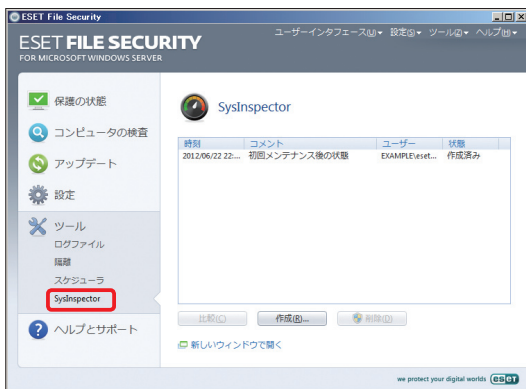 ESET File Security
ESET FILE SECURITY
FOR MICROSOFT WINDOWS SERVER
ユーザーインタフェース(U)▾ 設定(S)▾ ツール(Z)▾ ヘルプ(H)▾
保護の状態
コンピュータの検査
アップデート
設定
ツール
ログファイル
隔離
スケジューラ
SysInspector
ヘルプとサポート
SysInspector
時刻 コメント ユーザー 状態
2012/06/22 22:... 初回メンテナンス後の状態 EXAMPLE\eset... 作成済み
比較(C) 作成(R)... 削除(D)
新しいウィンドウで開く
we protect your digital worlds eset